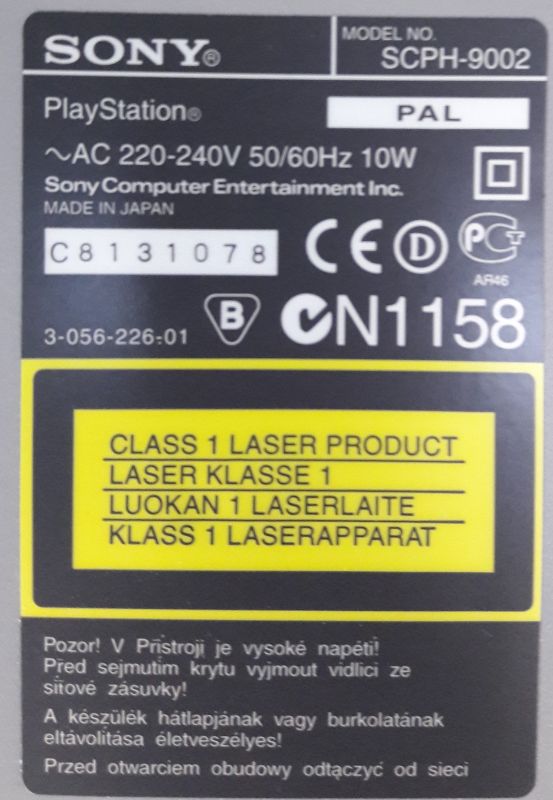 SONY®
MODEL NO.
SCPH-9002
PlayStation®
PAL
~AC 220-240V 50/60Hz 10W
Sony Computer Entertainment Inc.
MADE IN JAPAN
C8131078
CE D PCT
AR46
3-056-226-01
B
N1158
CLASS 1 LASER PRODUCT
LASER KLASSE 1
LUOKAN 1 LASERLAITE
KLASS 1 LASERAPPARAT
Pozor! V Přístroji je vysoké napětí!
Před sejmutím krytu vyjmout vidlici ze
síťové zásuvky!
A készülék hátlapjának vagy burkolatának
eltávolitása életveszélyes!
Przed otwarciem obudowy odtączyć od sieci